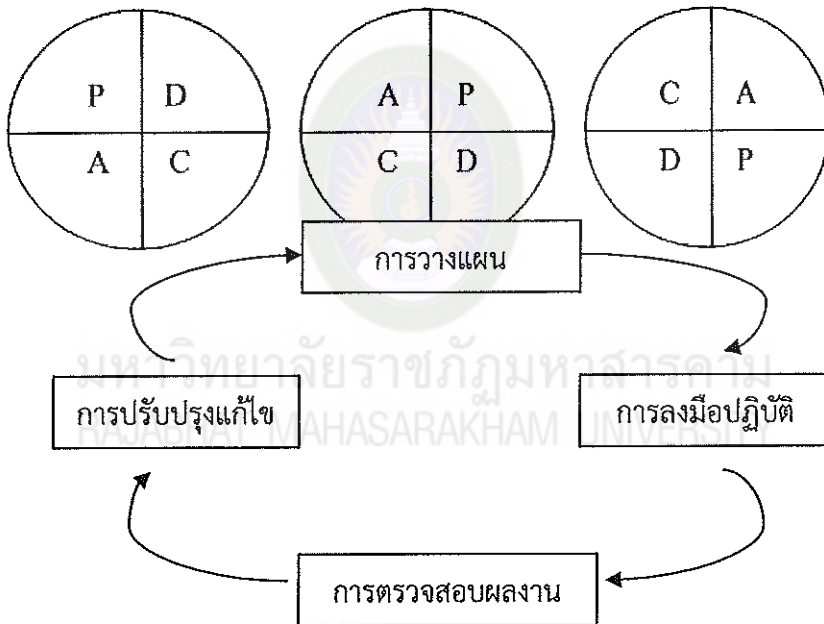 P D A P C A
A C C D D P
การวางแผน
มหาวิทยาลัยราชภัฏมหาสารคาม
การปรับปรุงแก้ไข การลงมือปฏิบัติ
RAJABHAT MAHASARAKHAM UNIVERSITY
การตรวจสอบผลงาน